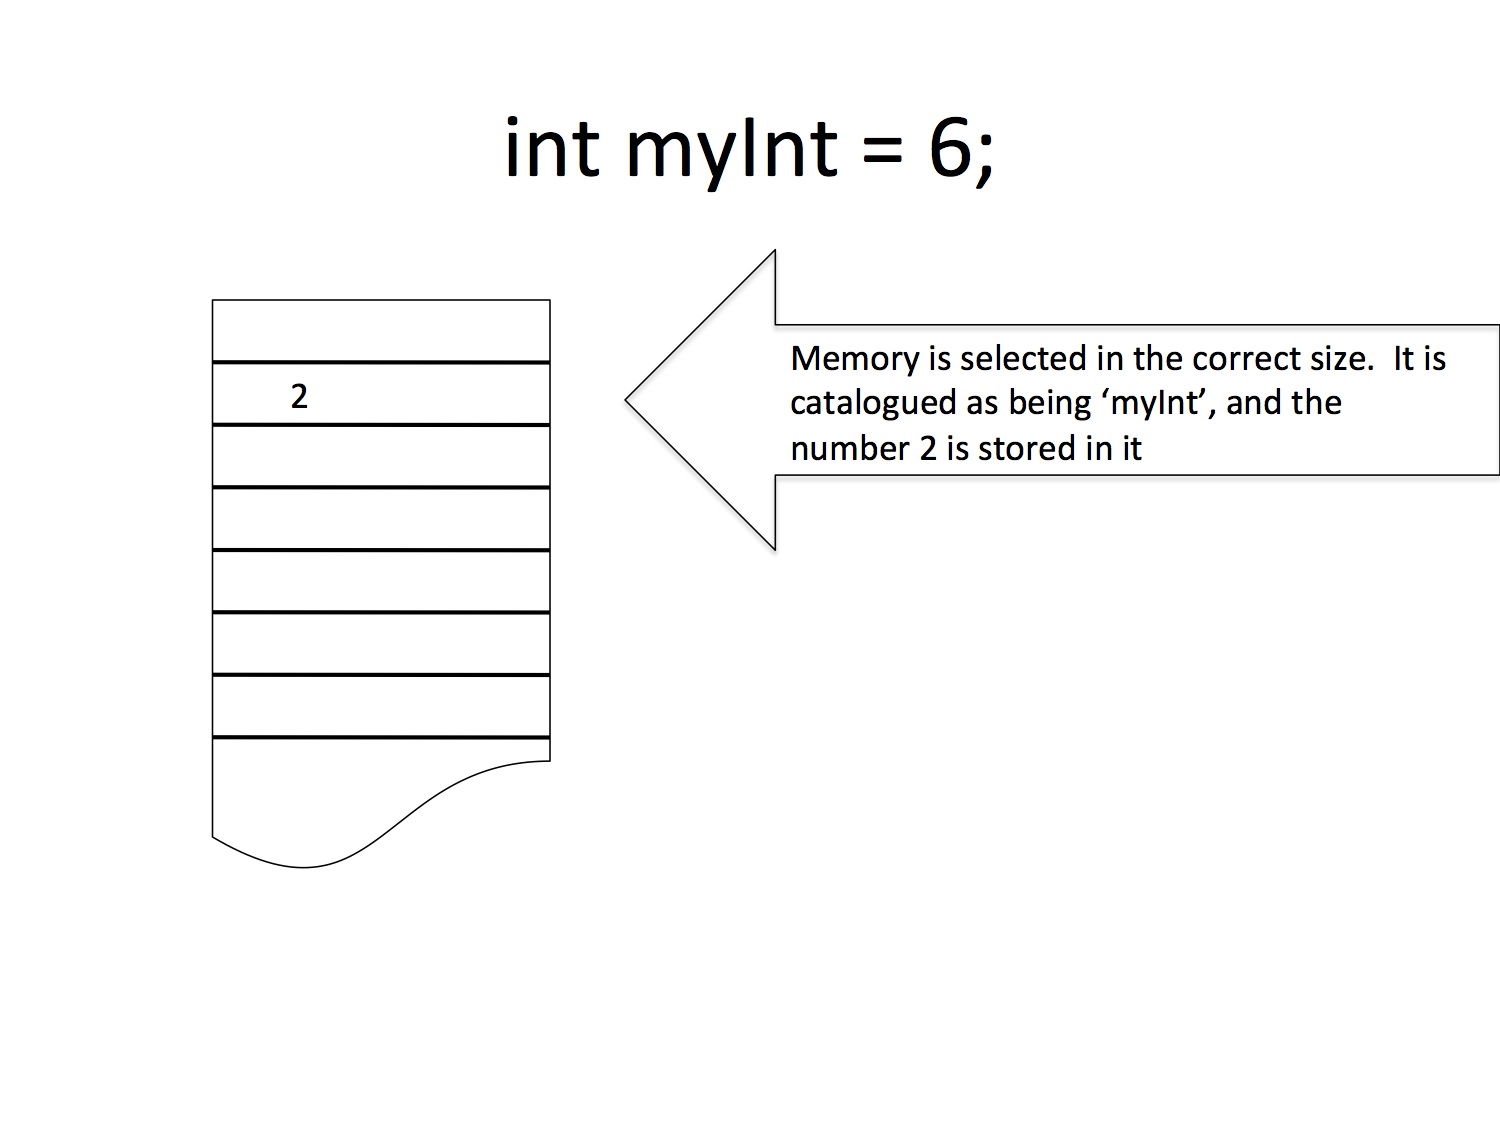 int myInt = 6;
2
Memory is selected in the correct size.  It is
catalogued as being ‘myInt’, and the
number 2 is stored in it